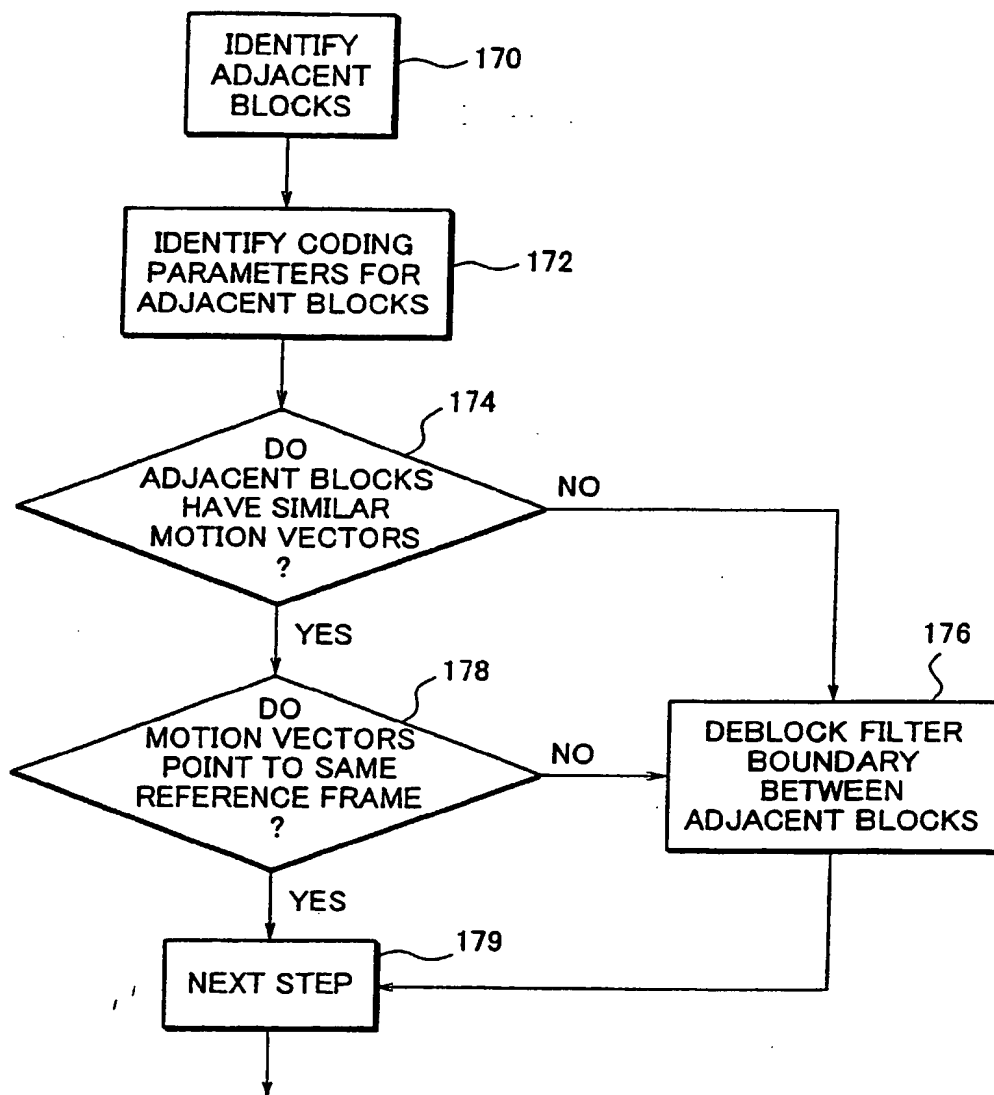 IDENTIFY
ADJACENT
BLOCKS
170
IDENTIFY CODING
PARAMETERS FOR
ADJACENT BLOCKS
172
174
DO
ADJACENT BLOCKS
HAVE SIMILAR
MOTION VECTORS
?
NO
YES
176
178
DO
MOTION VECTORS
POINT TO SAME
REFERENCE FRAME
?
NO
DEBLOCK FILTER
BOUNDARY
BETWEEN
ADJACENT BLOCKS
YES
179
NEXT STEP